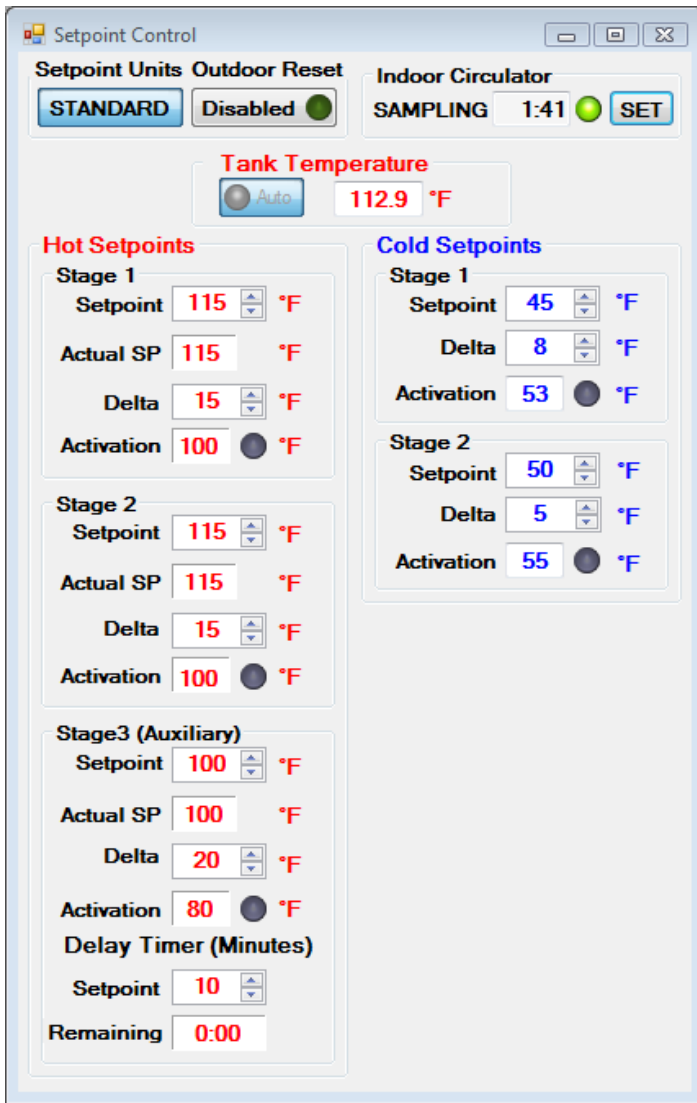 Setpoint Control
Setpoint Units Outdoor Reset
STANDARD Disabled
Indoor Circulator
SAMPLING 1:41 SET
Tank Temperature
Auto 112.9 °F
Hot Setpoints
Stage 1
Setpoint 115 °F
Actual SP 115 °F
Delta 15 °F
Activation 100 °F
Stage 2
Setpoint 115 °F
Actual SP 115 °F
Delta 15 °F
Activation 100 °F
Stage3 (Auxiliary)
Setpoint 100 °F
Actual SP 100 °F
Delta 20 °F
Activation 80 °F
Delay Timer (Minutes)
Setpoint 10
Remaining 0:00
Cold Setpoints
Stage 1
Setpoint 45 °F
Delta 8 °F
Activation 53 °F
Stage 2
Setpoint 50 °F
Delta 5 °F
Activation 55 °F